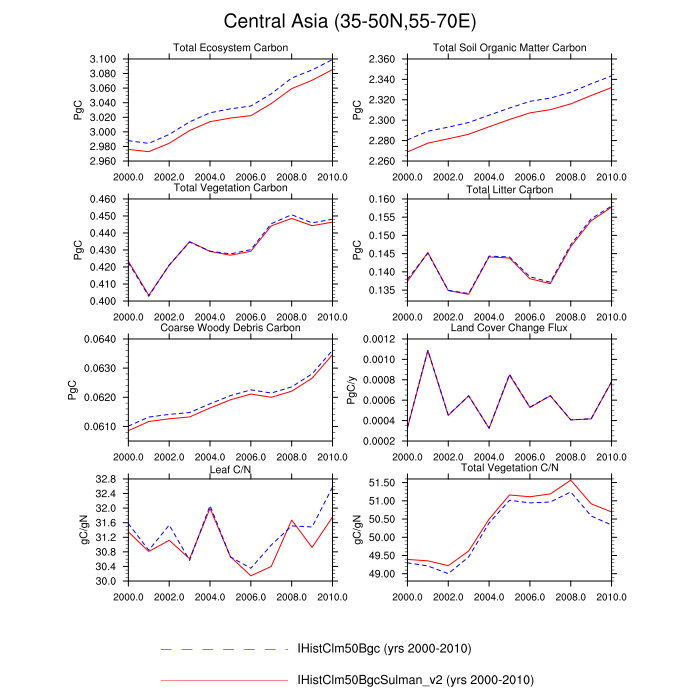 Central Asia (35-50N,55-70E)
Total Ecosystem Carbon
Total Soil Organic Matter Carbon
3.100
3.080
3.060
3.040
3.020
3.000
2.980
2.960
PgC
2000.0 2002.0 2004.0 2006.0 2008.0 2010.0
2.360
2.340
2.320
2.300
2.280
2.260
PgC
2000.0 2002.0 2004.0 2006.0 2008.0 2010.0
Total Vegetation Carbon
Total Litter Carbon
0.460
0.450
0.440
0.430
0.420
0.410
0.400
PgC
2000.0 2002.0 2004.0 2006.0 2008.0 2010.0
0.160
0.155
0.150
0.145
0.140
0.135
PgC
2000.0 2002.0 2004.0 2006.0 2008.0 2010.0
Coarse Woody Debris Carbon
Land Cover Change Flux
0.0640
0.0630
0.0620
0.0610
PgC
2000.0 2002.0 2004.0 2006.0 2008.0 2010.0
0.0012
0.0010
0.0008
0.0006
0.0004
0.0002
PgC/y
2000.0 2002.0 2004.0 2006.0 2008.0 2010.0
Leaf C/N
Total Vegetation C/N
32.8
32.4
32.0
31.6
31.2
30.8
30.4
30.0
gC/gN
2000.0 2002.0 2004.0 2006.0 2008.0 2010.0
51.50
51.00
50.50
50.00
49.50
49.00
gC/gN
2000.0 2002.0 2004.0 2006.0 2008.0 2010.0
IHistClm50Bgc (yrs 2000-2010)
IHistClm50BgcSulman_v2 (yrs 2000-2010)